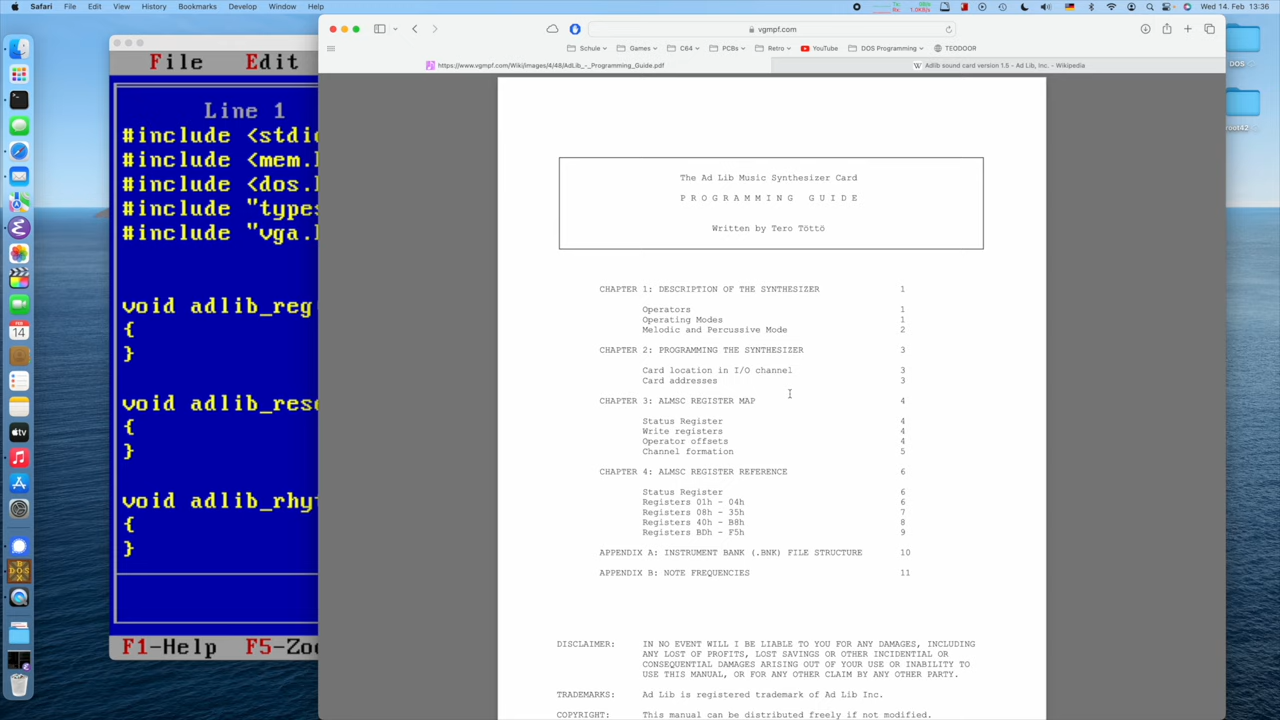 Safari File Edit View History Bookmarks Develop Window Help
Wed 14. Feb 13:36
vgmpf.com
Schule Games C64 PCBs Retro YouTube DOS Programming TEODOOR
https://www.vgmpf.com/Wiki/images/4/48/AdLib_-_Programming_Guide.pdf
Adlib sound card version 1.5 - Ad Lib, Inc. - Wikipedia
File Edit
Line 1
#include <stdi
#include <mem.
#include <dos.
#include "types
#include "vga.
void adlib_reg
{
}
void adlib_rese
{
}
void adlib_rhyt
{
}
F1-Help F5-Zoo
The Ad Lib Music Synthesizer Card
P R O G R A M M I N G G U I D E
Written by Tero Töttö
CHAPTER 1: DESCRIPTION OF THE SYNTHESIZER 1
Operators 1
Operating Modes 1
Melodic and Percussive Mode 2
CHAPTER 2: PROGRAMMING THE SYNTHESIZER 3
Card location in I/O channel 3
Card addresses 3
CHAPTER 3: ALMSC REGISTER MAP 4
Status Register 4
Write registers 4
Operator offsets 4
Channel formation 5
CHAPTER 4: ALMSC REGISTER REFERENCE 6
Status Register 6
Registers 01h - 04h 6
Registers 08h - 35h 7
Registers 40h - B8h 8
Registers BDh - F5h 9
APPENDIX A: INSTRUMENT BANK (.BNK) FILE STRUCTURE 10
APPENDIX B: NOTE FREQUENCIES 11
DISCLAIMER: IN NO EVENT WILL I BE LIABLE TO YOU FOR ANY DAMAGES, INCLUDING
ANY LOST OF PROFITS, LOST SAVINGS OR OTHER INCIDENTIAL OR
CONSEQUENTIAL DAMAGES ARISING OUT OF YOUR USE OR INABILITY TO
USE THIS MANUAL, OR FOR ANY OTHER CLAIM BY ANY OTHER PARTY.
TRADEMARKS: Ad Lib is registered trademark of Ad Lib Inc.
COPYRIGHT: This manual can be distributed freely if not modified.
DOS
root42